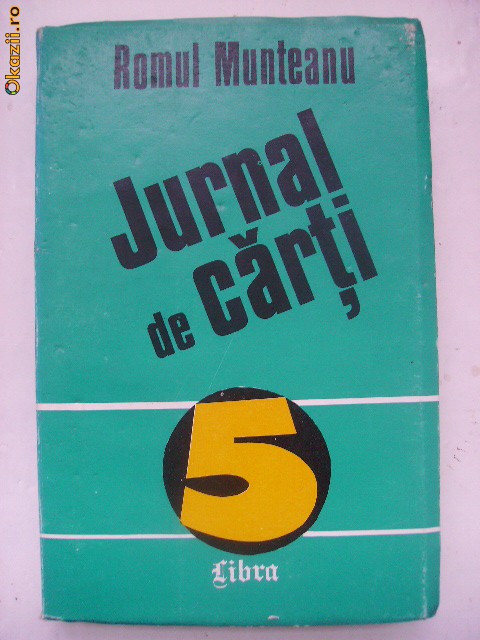 Okazii.ro
Romul Munteanu
Jurnal
de cărți
5
Libra